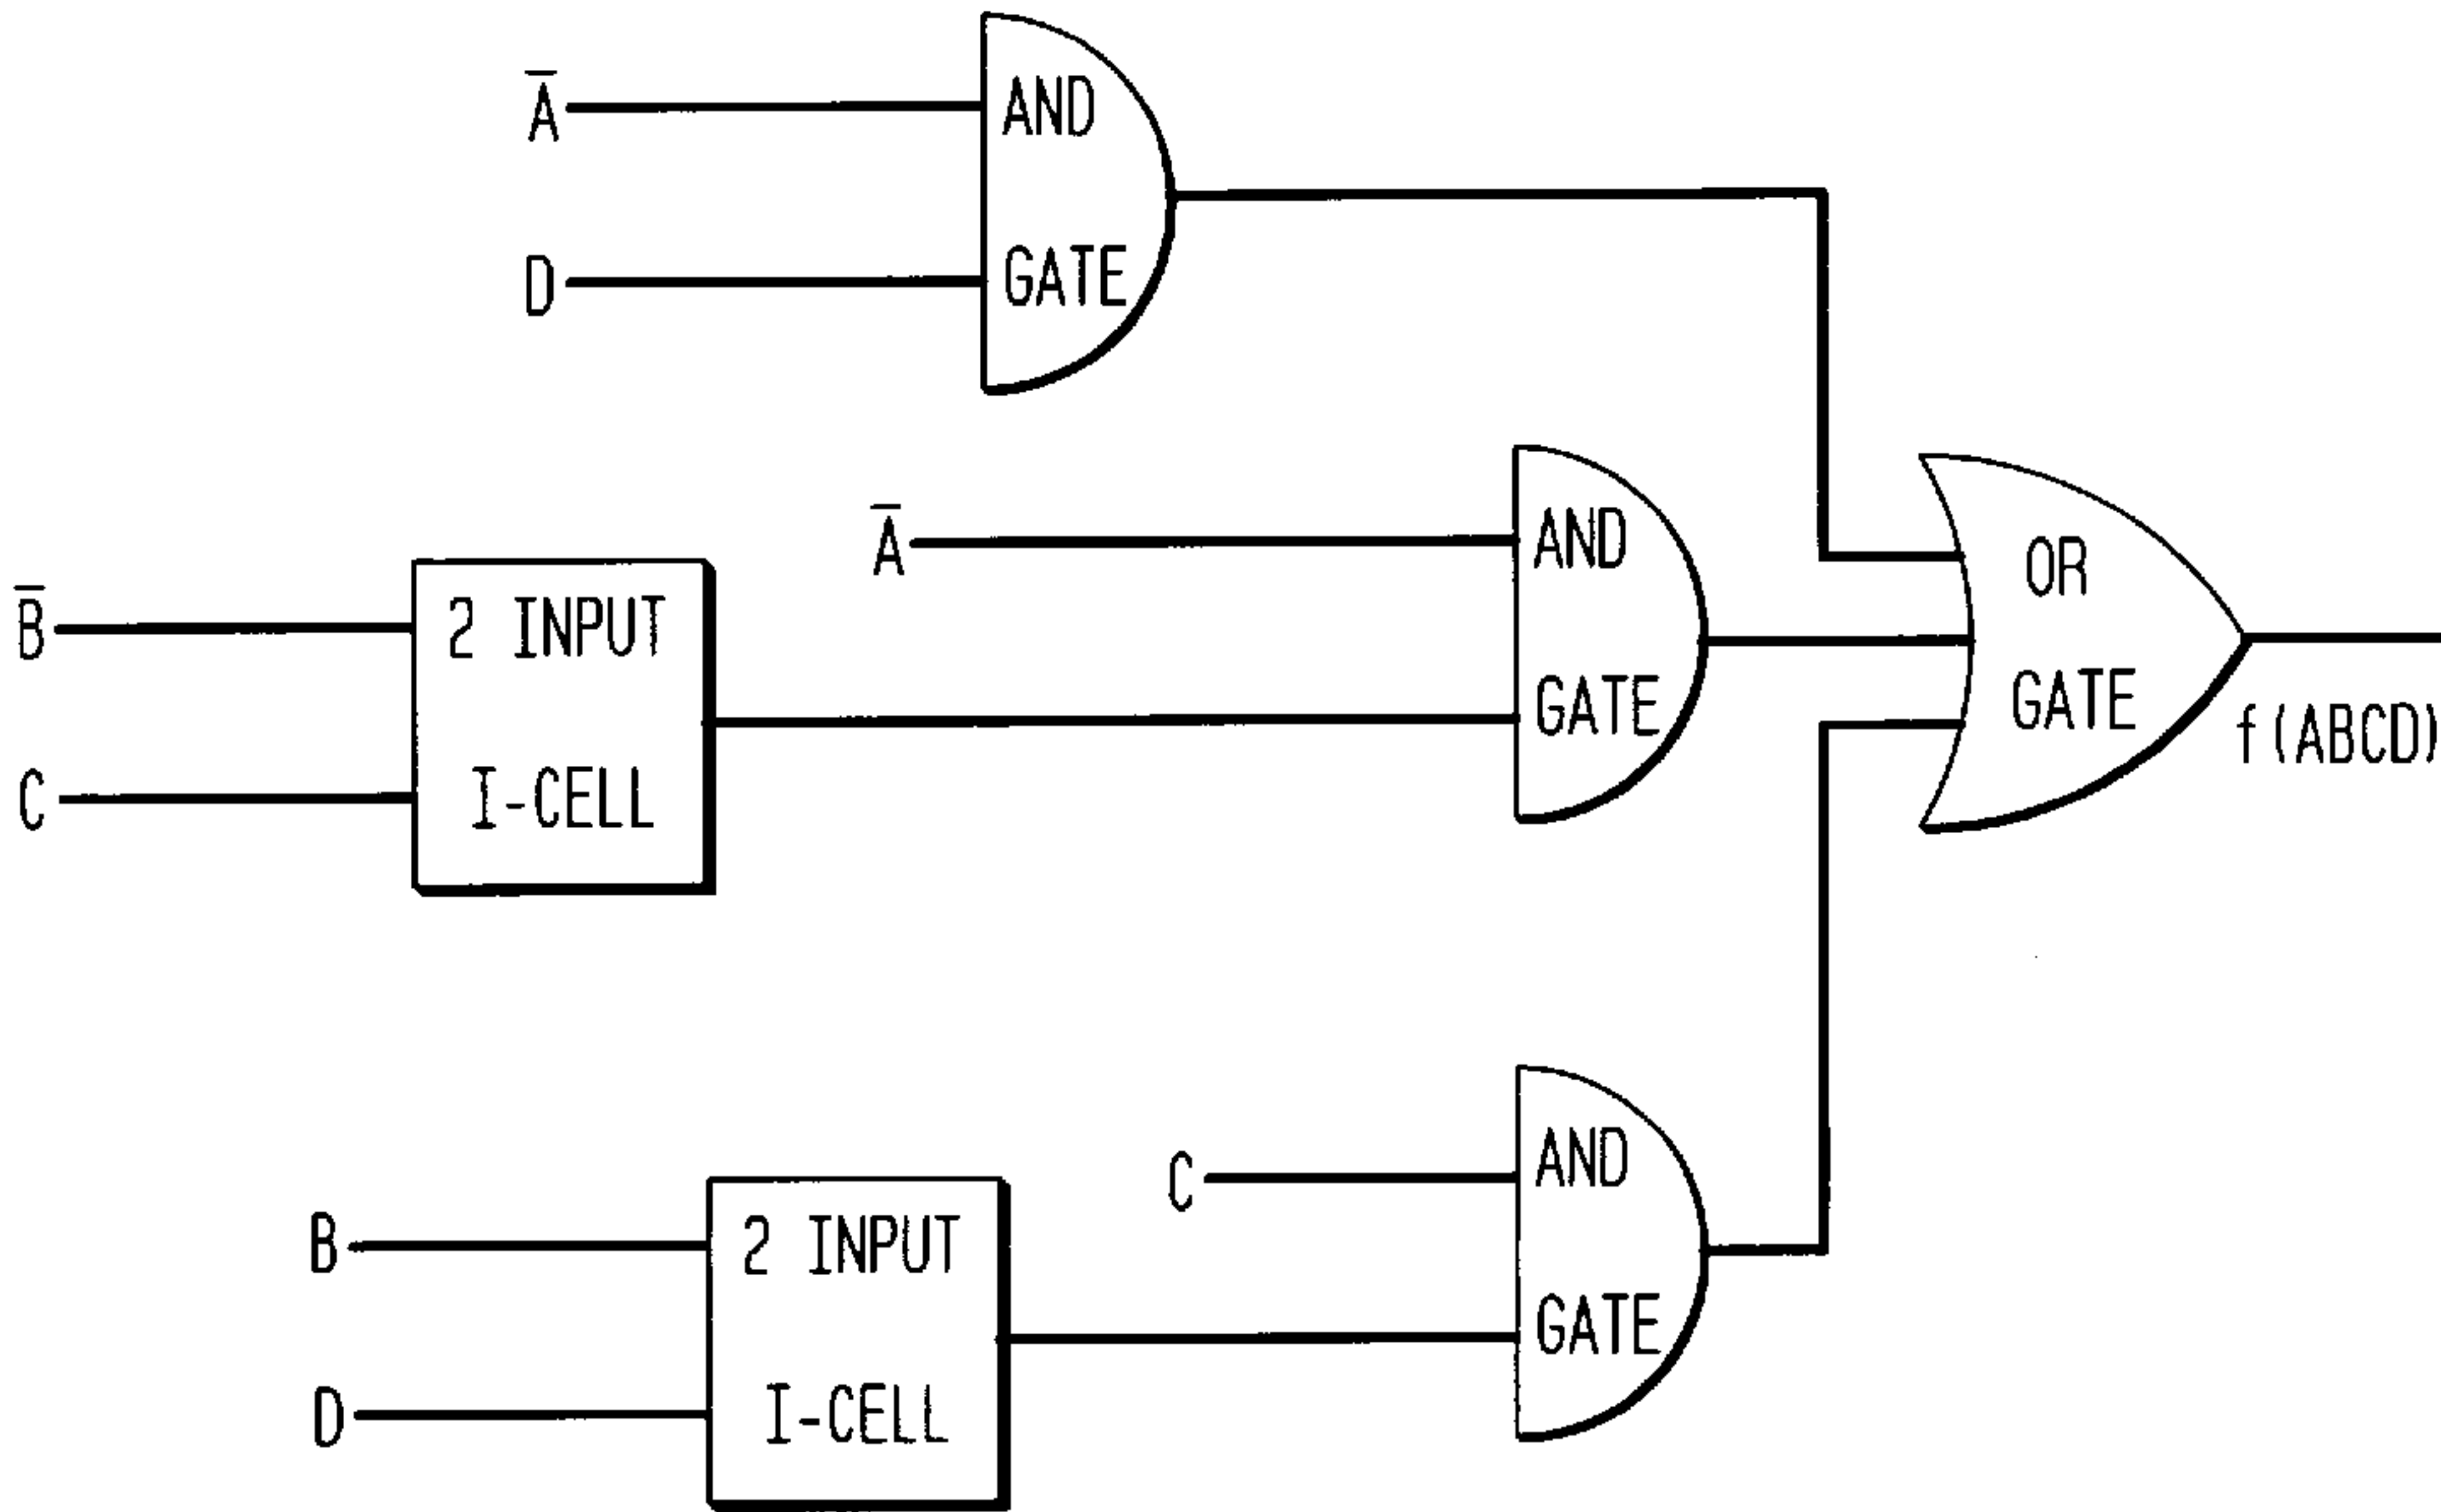 Ā
D
AND
GATE
B̄
C
2 INPUT
I-CELL
Ā
AND
GATE
OR
GATE
f(ABCD)
B
D
2 INPUT
I-CELL
C
AND
GATE